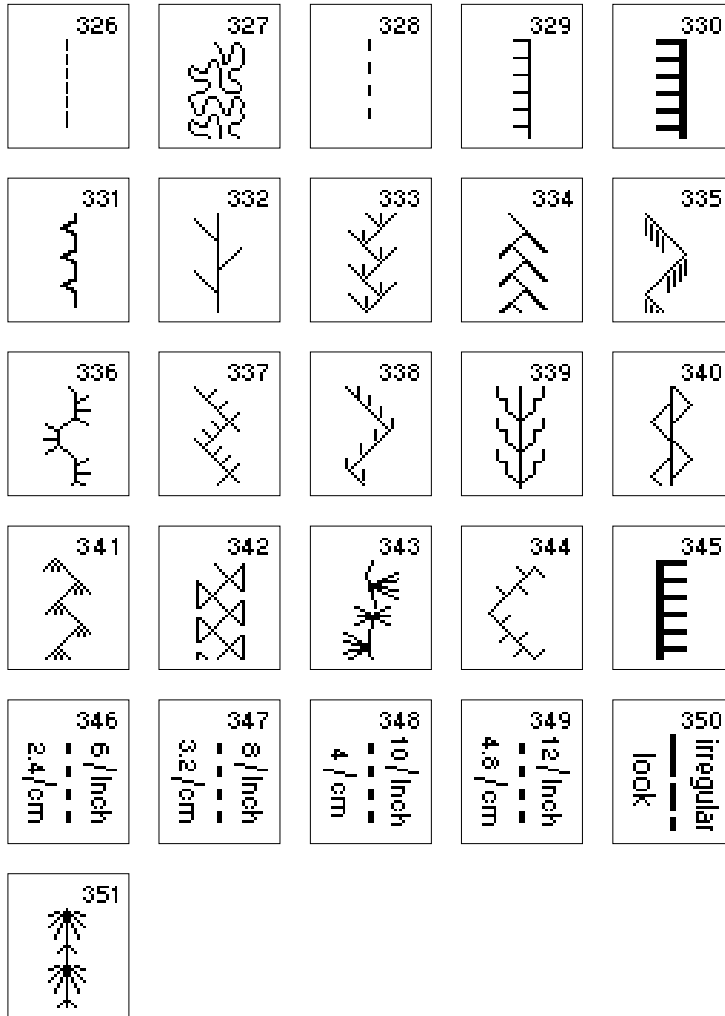 326 327 328 329 330
331 332 333 334 335
336 337 338 339 340
341 342 343 344 345
346 347 348 349 350
6/Inch
2.4/cm
8/Inch
3.2/cm
10/Inch
4/cm
12/Inch
4.8/cm
irregular
look
351